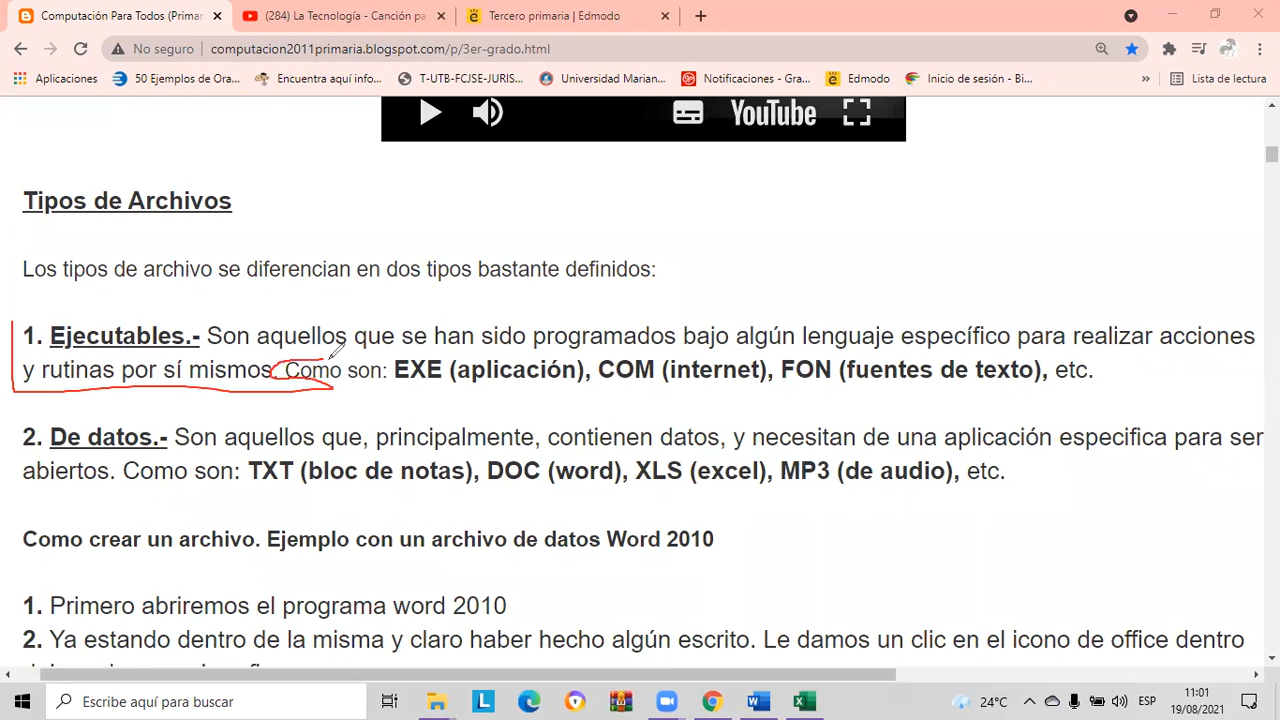 Computación Para Todos (Primar
(284) La Tecnología - Canción pa
Tercero primaria | Edmodo
No seguro
computacion2011primaria.blogspot.com/p/3er-grado.html
Aplicaciones
50 Ejemplos de Ora...
Encuentra aquí info...
T-UTB-FCJSE-JURIS...
Universidad Marian...
Notificaciones - Gra...
Edmodo
Inicio de sesión - Bi...
»
Lista de lectura
YouTube
Tipos de Archivos
Los tipos de archivo se diferencian en dos tipos bastante definidos:
1. Ejecutables.- Son aquellos que se han sido programados bajo algún lenguaje específico para realizar acciones
y rutinas por sí mismos. Como son: EXE (aplicación), COM (internet), FON (fuentes de texto), etc.
2. De datos.- Son aquellos que, principalmente, contienen datos, y necesitan de una aplicación especifica para ser
abiertos. Como son: TXT (bloc de notas), DOC (word), XLS (excel), MP3 (de audio), etc.
Como crear un archivo. Ejemplo con un archivo de datos Word 2010
1. Primero abriremos el programa word 2010
2. Ya estando dentro de la misma y claro haber hecho algún escrito. Le damos un clic en el icono de office dentro
Escribe aquí para buscar
24°C
ESP
11:01
19/08/2021